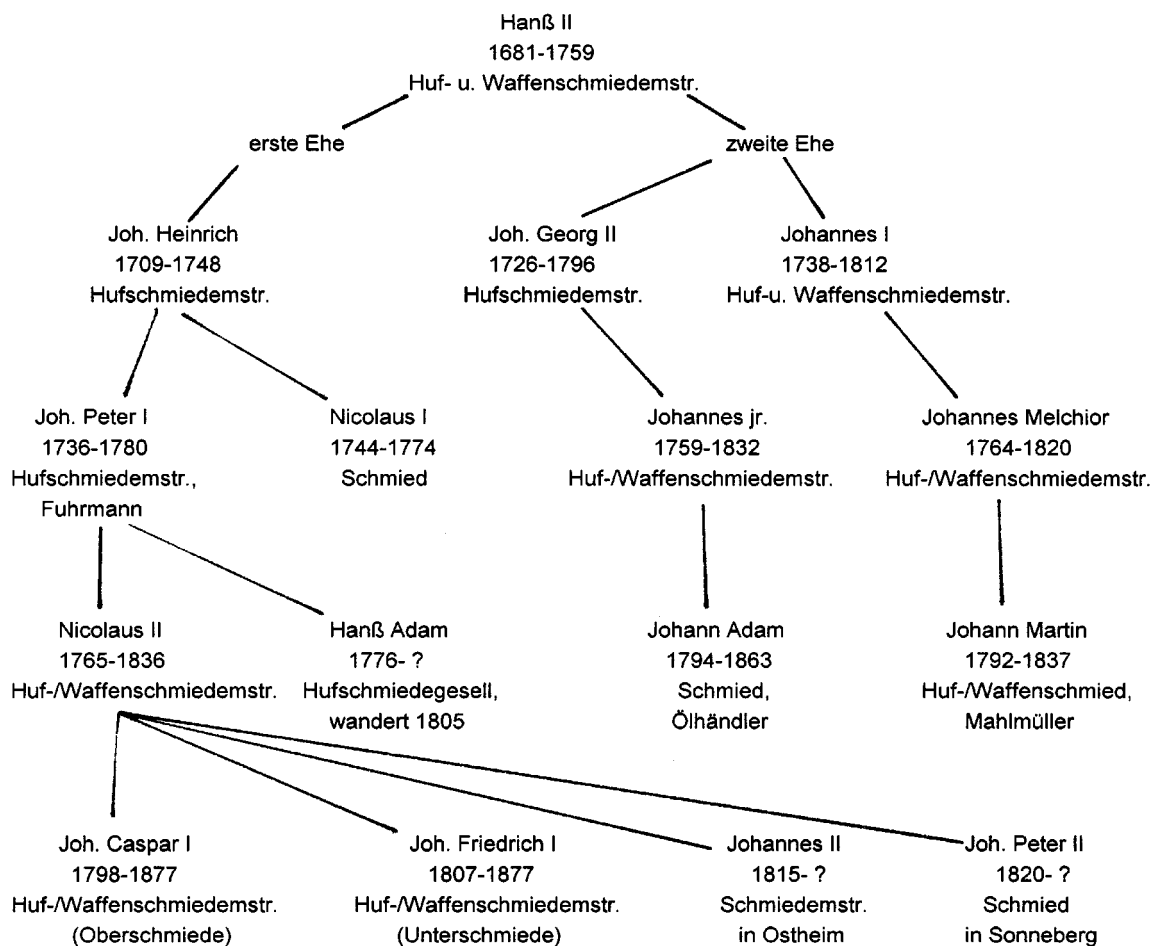 Hanß II
1681-1759
Huf- u. Waffenschmiedemstr.
erste Ehe
zweite Ehe
Joh. Heinrich
1709-1748
Hufschmiedemstr.
Joh. Georg II
1726-1796
Hufschmiedemstr.
Johannes I
1738-1812
Huf-u. Waffenschmiedemstr.
Joh. Peter I
1736-1780
Hufschmiedemstr.,
Fuhrmann
Nicolaus I
1744-1774
Schmied
Johannes jr.
1759-1832
Huf-/Waffenschmiedemstr.
Johannes Melchior
1764-1820
Huf-/Waffenschmiedemstr.
Nicolaus II
1765-1836
Huf-/Waffenschmiedemstr.
Hanß Adam
1776- ?
Hufschmiedegesell,
wandert 1805
Johann Adam
1794-1863
Schmied,
Ölhändler
Johann Martin
1792-1837
Huf-/Waffenschmied,
Mahlmüller
Joh. Caspar I
1798-1877
Huf-/Waffenschmiedemstr.
(Oberschmiede)
Joh. Friedrich I
1807-1877
Huf-/Waffenschmiedemstr.
(Unterschmiede)
Johannes II
1815- ?
Schmiedemstr.
in Ostheim
Joh. Peter II
1820- ?
Schmied
in Sonneberg